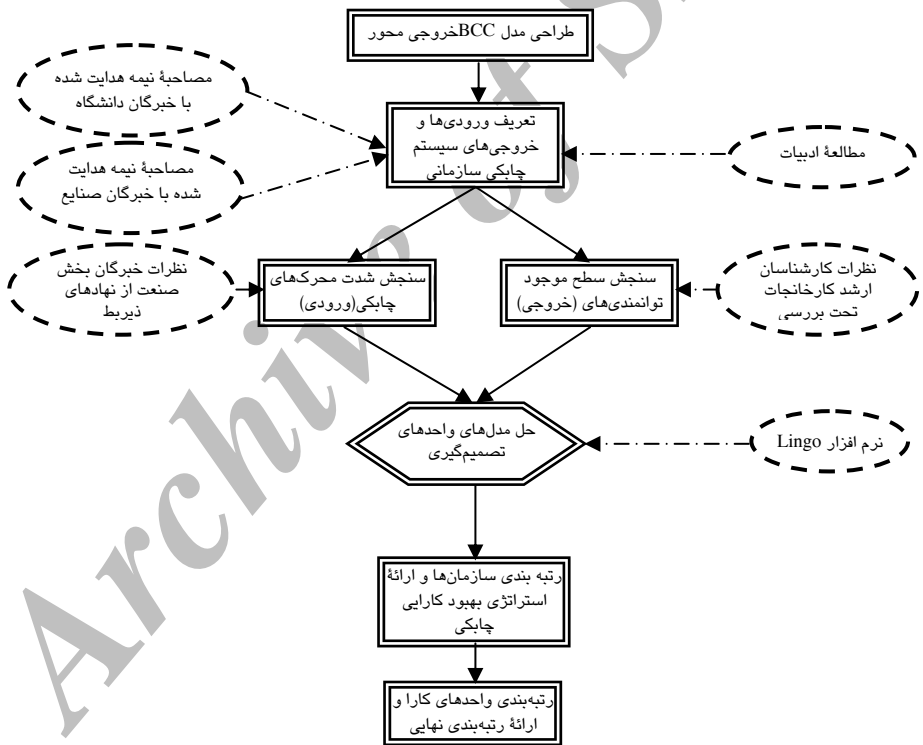 طراحی مدل BCCخروجی محور
مصاحبهٔ نیمه هدایت شده
با خبرگان دانشگاه
تعریف ورودی‌ها و
خروجی‌های سیستم
چابکی سازمانی
مطالعهٔ ادبیات
مصاحبهٔ نیمه هدایت
شده با خبرگان صنایع
نظرات خبرگان بخش
صنعت از نهادهای
ذیربط
سنجش شدت محرک‌های
چابکی(ورودی)
سنجش سطح موجود
توانمندی‌های (خروجی)
نظرات کارشناسان
ارشد کارخانجات
تحت بررسی
حل مدل‌های واحدهای
تصمیم‌گیری
نرم افزار Lingo
رتبه بندی سازمان‌ها و ارائهٔ
استراتژی بهبود کارایی
چابکی
رتبه‌بندی واحدهای کارا و
ارائهٔ رتبه‌بندی نهایی
Archive of S